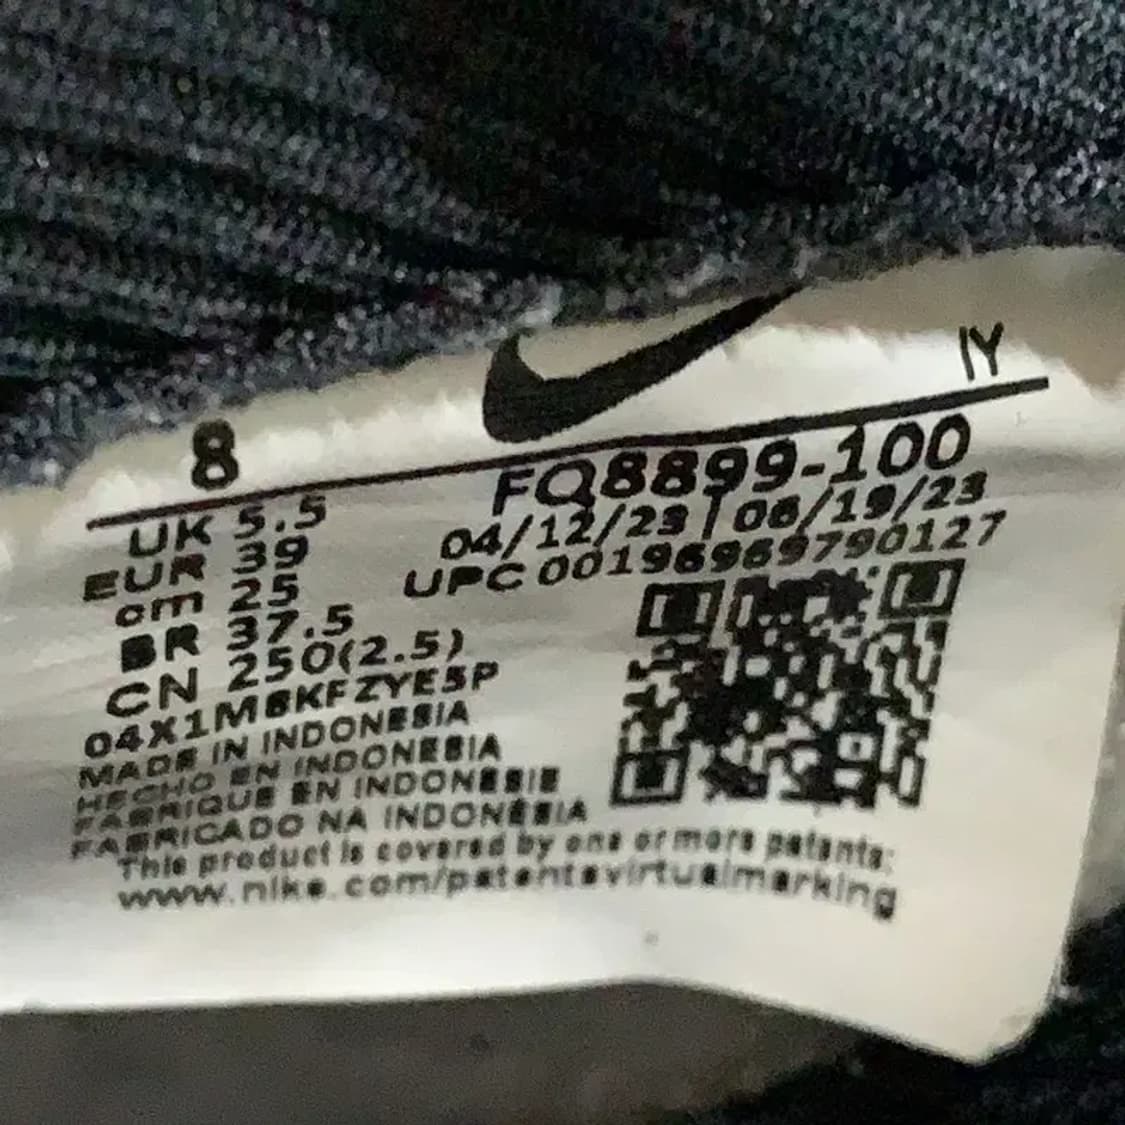 8
IY
UK 5.5
EUR 39
cm 25
BR 37.5
CN 250(2.5)
04X1M6KFZYE5P
MADE IN INDONESIA
HECHO EN INDONESIA
FABRIQUE EN INDONESIE
FABRICADO NA INDONÉSIA
FQ8899-100
04/12/23 | 06/19/23
UPC 00196969790127
This product is covered by one or more patents:
www.nike.com/patentsvirtualmarking